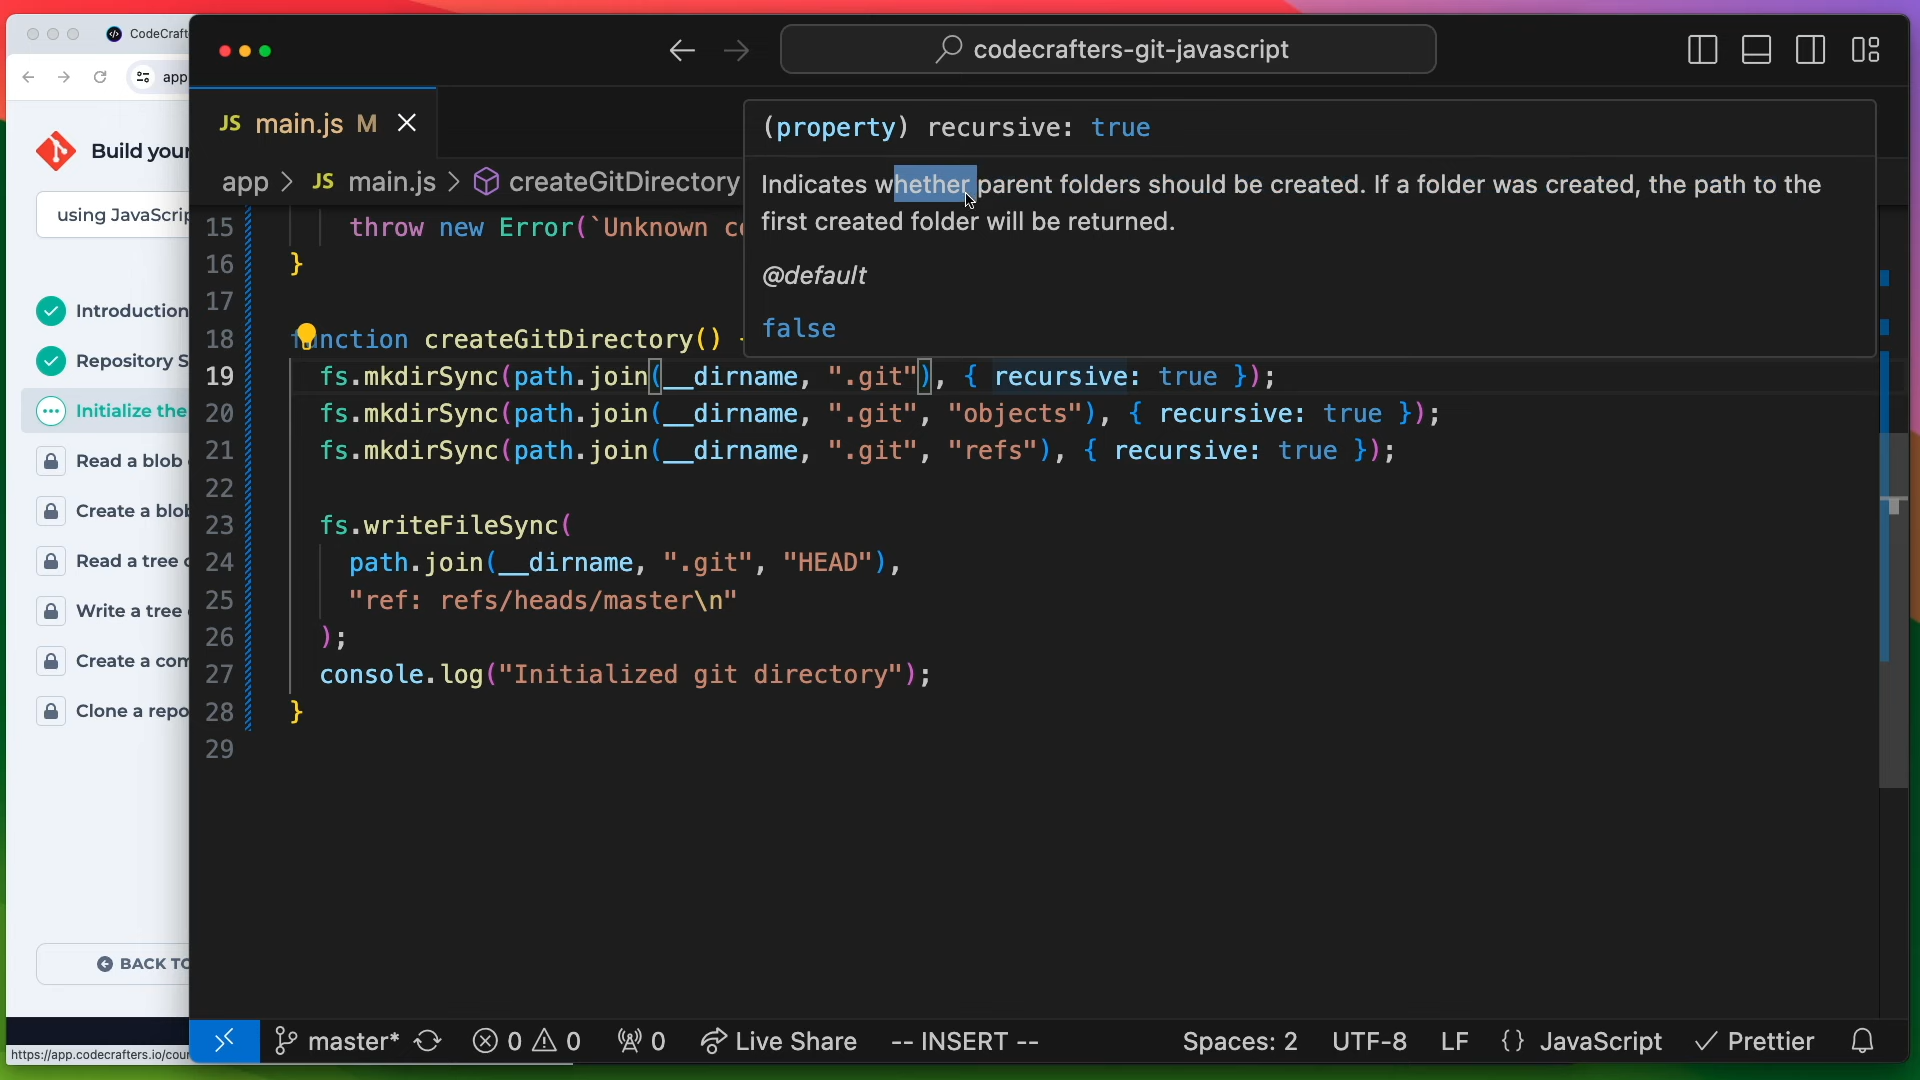 CodeCraft
app
codecrafters-git-javascript
JS main.js M
app > JS main.js > createGitDirectory
(property) recursive: true
Indicates whether parent folders should be created. If a folder was created, the path to the
first created folder will be returned.
@default
false
Build your
using JavaScrip
Introduction
Repository S
Initialize the
Read a blob
Create a blob
Read a tree
Write a tree
Create a com
Clone a repo
BACK TO
15 throw new Error(`Unknown co
16 }
17
18 function createGitDirectory() {
19 fs.mkdirSync(path.join(__dirname, ".git"), { recursive: true });
20 fs.mkdirSync(path.join(__dirname, ".git", "objects"), { recursive: true });
21 fs.mkdirSync(path.join(__dirname, ".git", "refs"), { recursive: true });
22
23 fs.writeFileSync(
24 path.join(__dirname, ".git", "HEAD"),
25 "ref: refs/heads/master\n"
26 );
27 console.log("Initialized git directory");
28 }
29
https://app.codecrafters.io/cour
master* 0 0 0 Live Share -- INSERT -- Spaces: 2 UTF-8 LF {} JavaScript Prettier